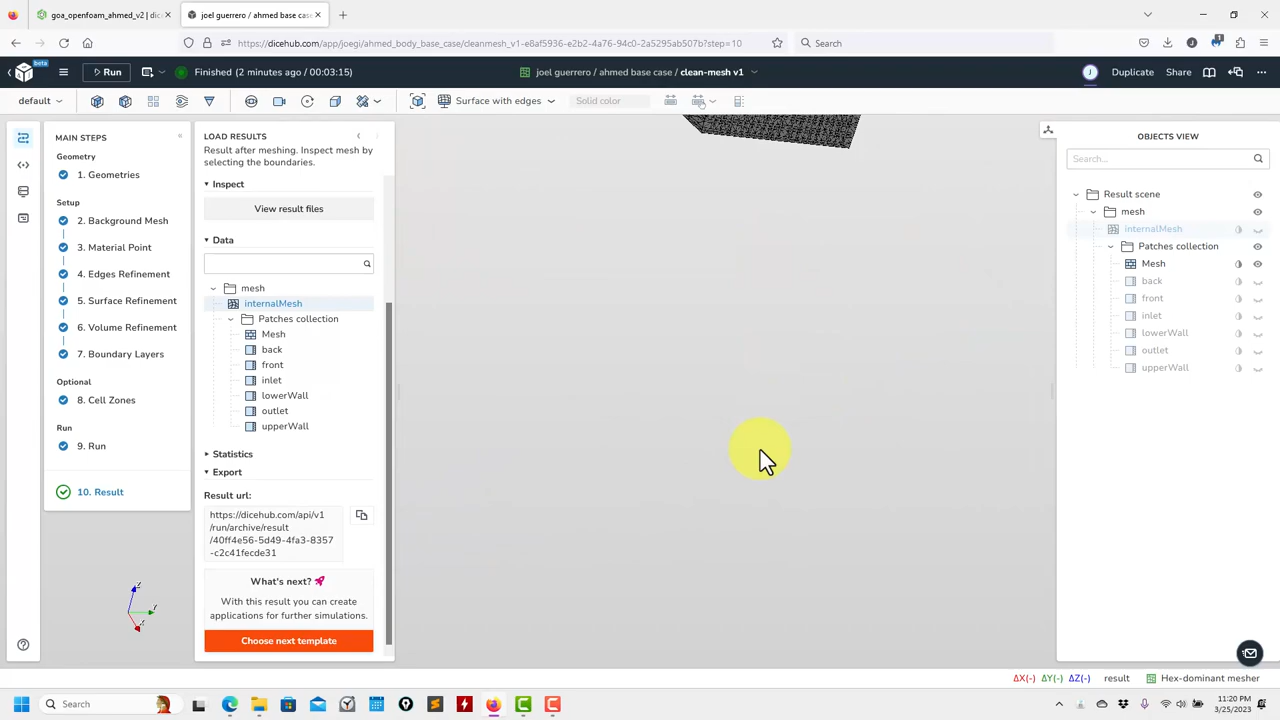 goa_openfoam_ahmed_v2 | dice
joel guerrero / ahmed base case
https://dicehub.com/app/joegi/ahmed_body_base_case/cleanmesh_v1-e8af5936-e2b2-4a76-94c0-2a5295ab507b?step=10
Search
beta
Run
Finished (2 minutes ago / 00:03:15)
joel guerrero / ahmed base case / clean-mesh v1
J
Duplicate
Share
default
Surface with edges
Solid color
MAIN STEPS
Geometry
1. Geometries
Setup
2. Background Mesh
3. Material Point
4. Edges Refinement
5. Surface Refinement
6. Volume Refinement
7. Boundary Layers
Optional
8. Cell Zones
Run
9. Run
10. Result
LOAD RESULTS
Result after meshing. Inspect mesh by
selecting the boundaries.
Inspect
View result files
Data
mesh
internalMesh
Patches collection
Mesh
back
front
inlet
lowerWall
outlet
upperWall
Statistics
Export
Result url:
https://dicehub.com/api/v1
/run/archive/result
/40ff4e56-5d49-4fa3-8357
-c2c41fecde31
What's next? 🚀
With this result you can create
applications for further simulations.
Choose next template
Z
Y
X
OBJECTS VIEW
Search...
Result scene
mesh
internalMesh
Patches collection
Mesh
back
front
inlet
lowerWall
outlet
upperWall
ΔX(-) ΔY(-) ΔZ(-)
result
Hex-dominant mesher
Search
11:20 PM
3/25/2023